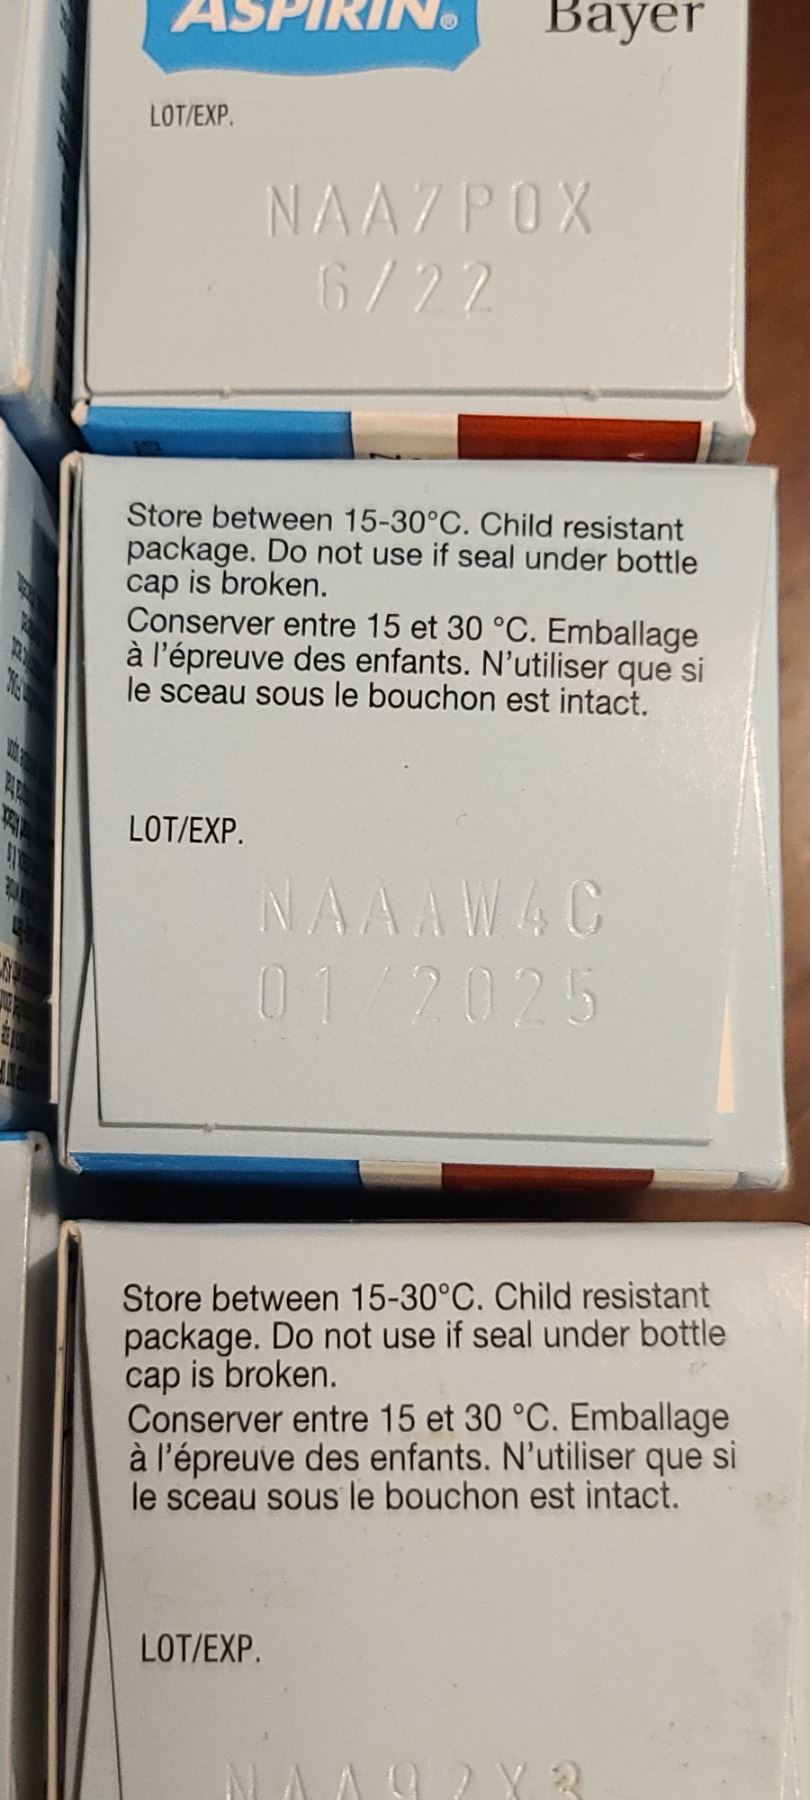 ASPIRIN® Bayer
LOT/EXP.
NAA7P0X
6/22
Store between 15-30°C. Child resistant
package. Do not use if seal under bottle
cap is broken.
Conserver entre 15 et 30 °C. Emballage
à l'épreuve des enfants. N'utiliser que si
le sceau sous le bouchon est intact.
LOT/EXP.
NAAAW4C
01/2025
Store between 15-30°C. Child resistant
package. Do not use if seal under bottle
cap is broken.
Conserver entre 15 et 30 °C. Emballage
à l'épreuve des enfants. N'utiliser que si
le sceau sous le bouchon est intact.
LOT/EXP.
NAA92X3